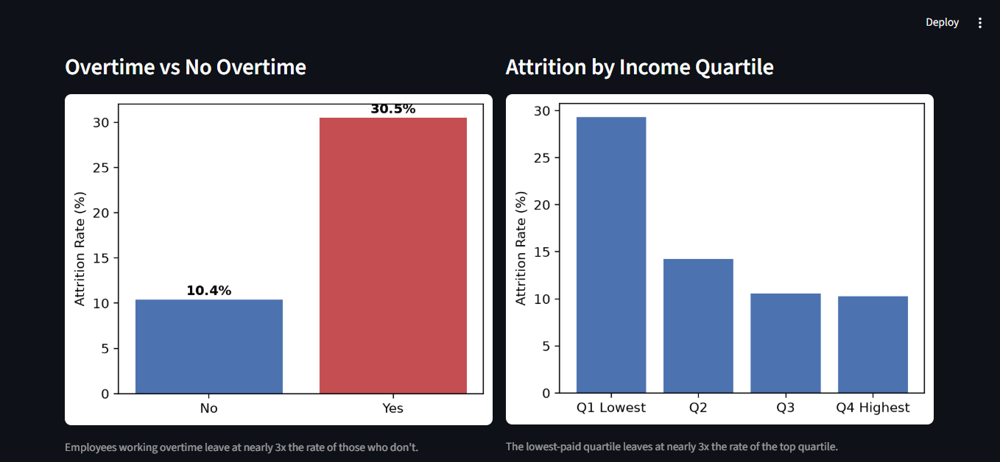 Deploy
Overtime vs No Overtime
Attrition Rate (%)
30
25
20
15
10
5
0
30.5%
10.4%
No
Yes
Employees working overtime leave at nearly 3x the rate of those who don't.
Attrition by Income Quartile
Attrition Rate (%)
30
25
20
15
10
5
0
Q1 Lowest
Q2
Q3
Q4 Highest
The lowest-paid quartile leaves at nearly 3x the rate of the top quartile.